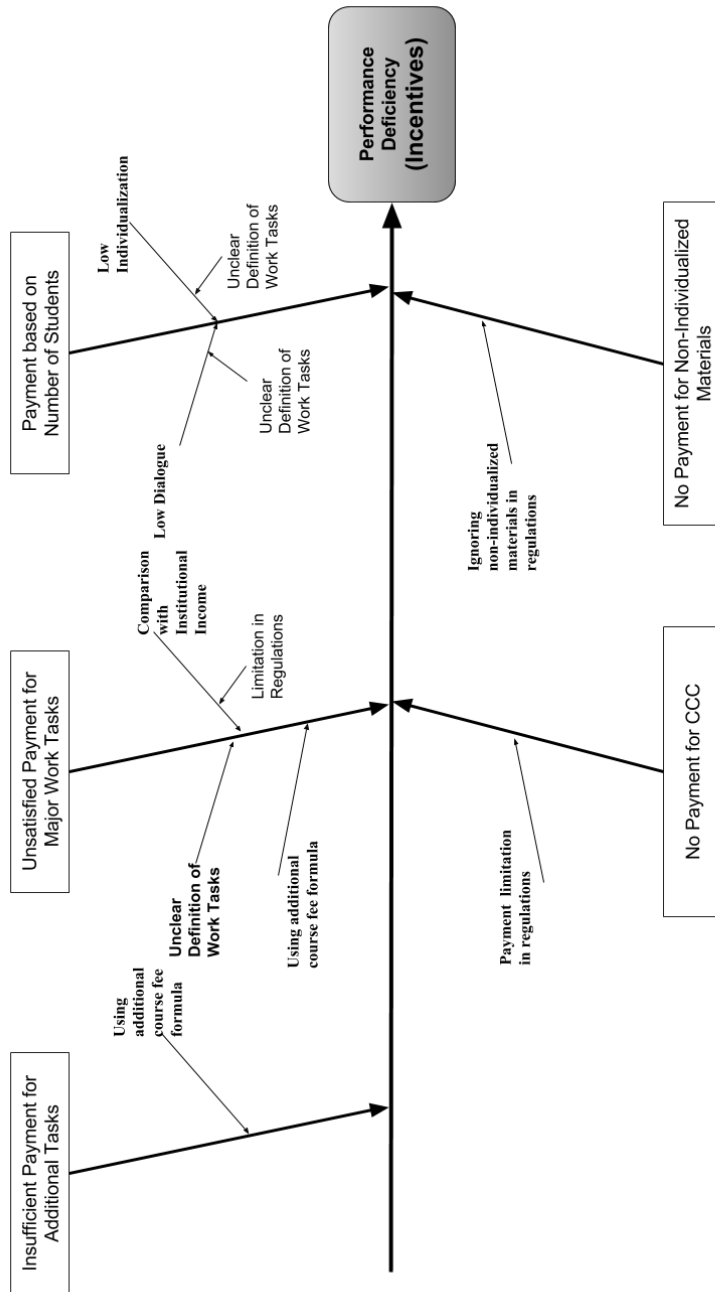 Insufficient Payment for
Additional Tasks
Unsatisfied Payment for
Major Work Tasks
Payment based on
Number of Students
Using
additional
course fee
formula
Unclear
Definition of
Work Tasks
Using additional
course fee formula
Comparison
with
Institutional
Income
Limitation in
Regulations
Low Dialogue
Unclear
Definition of
Work Tasks
Low
Individualization
Unclear
Definition of
Work Tasks
Performance
Deficiency
(Incentives)
Payment limitation
in regulations
Ignoring
non-individualized
materials in
regulations
No Payment for CCC
No Payment for Non-Individualized
Materials